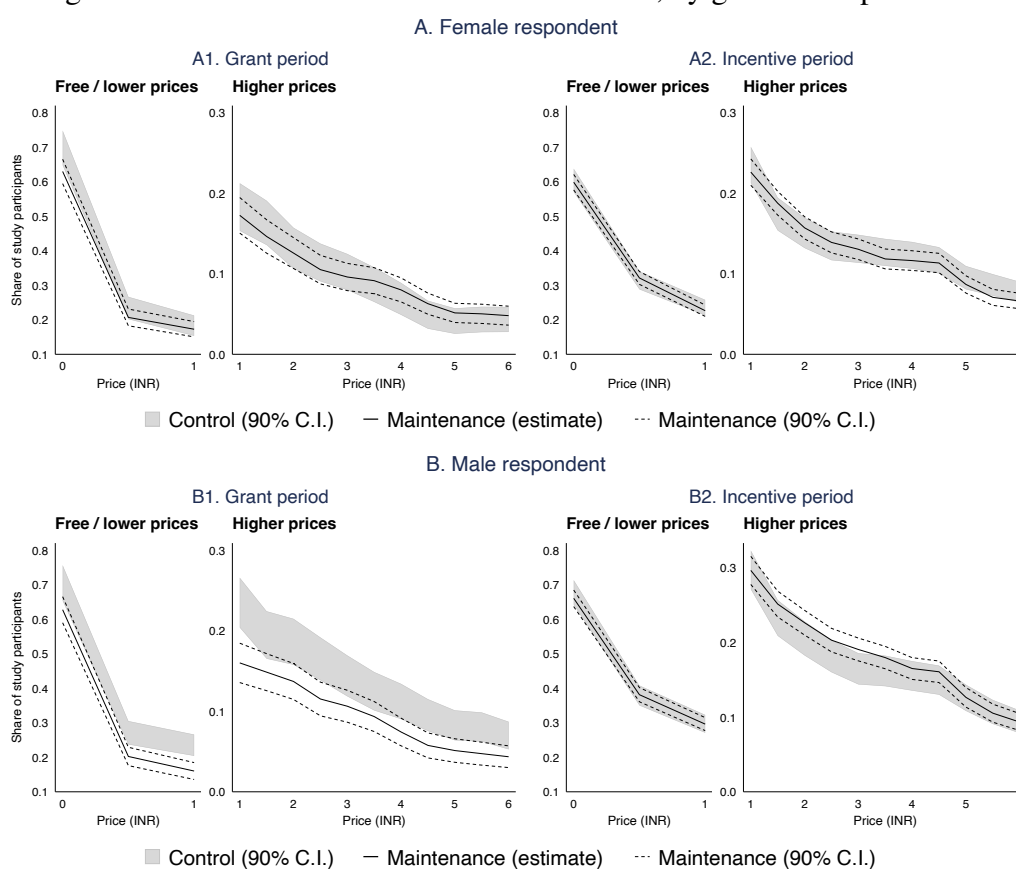 A. Female respondent
A1. Grant period
A2. Incentive period
Free / lower prices
Higher prices
Free / lower prices
Higher prices
Share of study participants
0.8
0.7
0.6
0.5
0.4
0.3
0.2
0.1
0
1
Price (INR)
0.3
0.2
0.1
0.0
1 2 3 4 5 6
Price (INR)
0.8
0.7
0.6
0.5
0.4
0.3
0.2
0.1
0
1
Price (INR)
0.3
0.2
0.1
0.0
1 2 3 4 5
Price (INR)
Control (90% C.I.) Maintenance (estimate) Maintenance (90% C.I.)
B. Male respondent
B1. Grant period
B2. Incentive period
Free / lower prices
Higher prices
Free / lower prices
Higher prices
Share of study participants
0.8
0.7
0.6
0.5
0.4
0.3
0.2
0.1
0
1
Price (INR)
0.3
0.2
0.1
0.0
1 2 3 4 5 6
Price (INR)
0.8
0.7
0.6
0.5
0.4
0.3
0.2
0.1
0
1
Price (INR)
0.3
0.2
0.1
0.0
1 2 3 4 5
Price (INR)
Control (90% C.I.) Maintenance (estimate) Maintenance (90% C.I.)